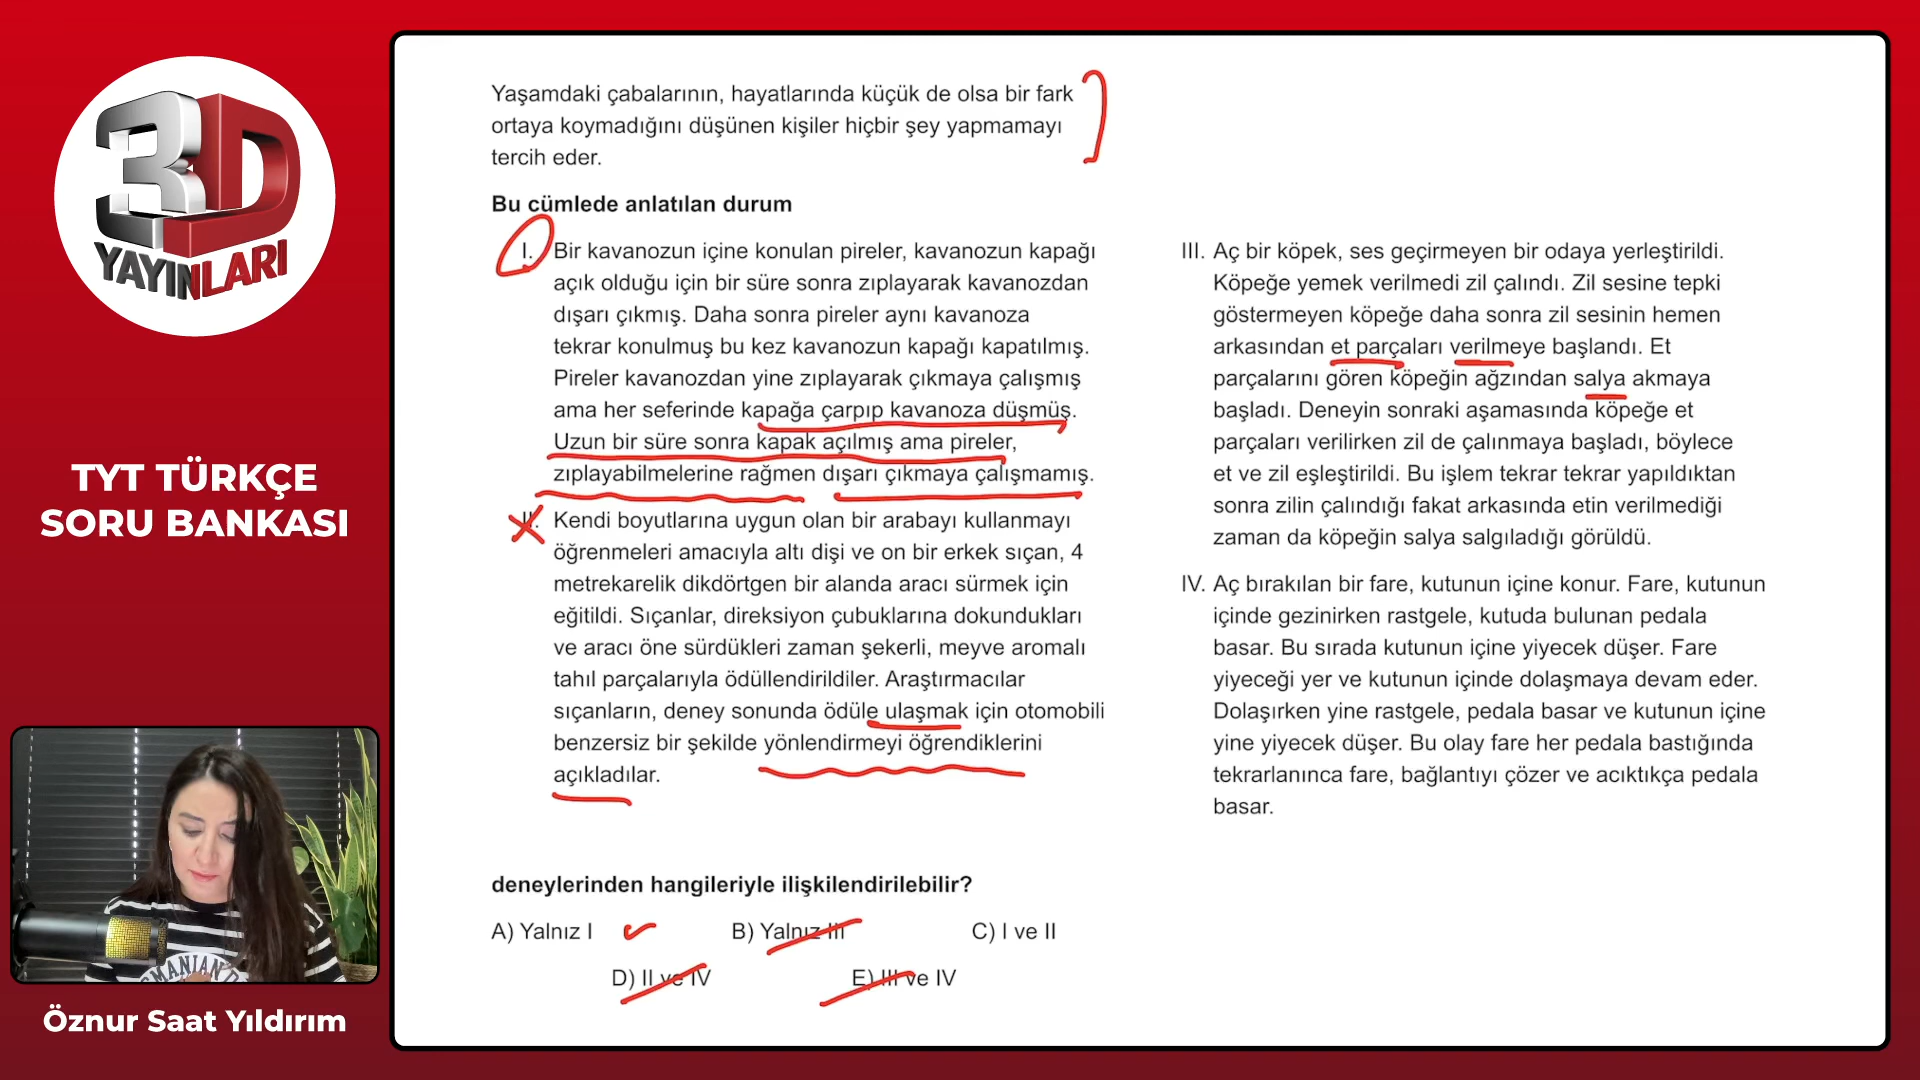 3D
YAYINLARI
TYT TÜRKÇE
SORU BANKASI
Öznur Saat Yıldırım
Yaşamdaki çabalarının, hayatlarında küçük de olsa bir fark
ortaya koymadığını düşünen kişiler hiçbir şey yapmamayı
tercih eder.
Bu cümlede anlatılan durum
I. Bir kavanozun içine konulan pireler, kavanozun kapağı
açık olduğu için bir süre sonra zıplayarak kavanozdan
dışarı çıkmış. Daha sonra pireler aynı kavanoza
tekrar konulmuş bu kez kavanozun kapağı kapatılmış.
Pireler kavanozdan yine zıplayarak çıkmaya çalışmış
ama her seferinde kapağa çarpıp kavanoza düşmüş.
Uzun bir süre sonra kapak açılmış ama pireler,
zıplayabilmelerine rağmen dışarı çıkmaya çalışmamış.
II. Kendi boyutlarına uygun olan bir arabayı kullanmayı
öğrenmeleri amacıyla altı dişi ve on bir erkek sıçan, 4
metrekarelik dikdörtgen bir alanda aracı sürmek için
eğitildi. Sıçanlar, direksiyon çubuklarına dokundukları
ve aracı öne sürdükleri zaman şekerli, meyve aromalı
tahıl parçalarıyla ödüllendirildiler. Araştırmacılar
sıçanların, deney sonunda ödüle ulaşmak için otomobili
benzersiz bir şekilde yönlendirmeyi öğrendiklerini
açıkladılar.
III. Aç bir köpek, ses geçirmeyen bir odaya yerleştirildi.
Köpeğe yemek verilmedi zil çalındı. Zil sesine tepki
göstermeyen köpeğe daha sonra zil sesinin hemen
arkasından et parçaları verilmeye başlandı. Et
parçalarını gören köpeğin ağzından salya akmaya
başladı. Deneyin sonraki aşamasında köpeğe et
parçaları verilirken zil de çalınmaya başladı, böylece
et ve zil eşleştirildi. Bu işlem tekrar tekrar yapıldıktan
sonra zilin çalındığı fakat arkasında etin verilmediği
zaman da köpeğin salya salgıladığı görüldü.
IV. Aç bırakılan bir fare, kutunun içine konur. Fare, kutunun
içinde gezinirken rastgele, kutuda bulunan pedala
basar. Bu sırada kutunun içine yiyecek düşer. Fare
yiyeceği yer ve kutunun içinde dolaşmaya devam eder.
Dolaşırken yine rastgele, pedala basar ve kutunun içine
yine yiyecek düşer. Bu olay fare her pedala bastığında
tekrarlanınca fare, bağlantıyı çözer ve acıktıkça pedala
basar.
deneylerinden hangileriyle ilişkilendirilebilir?
A) Yalnız I B) Yalnız III C) I ve II
D) II ve IV E) III ve IV